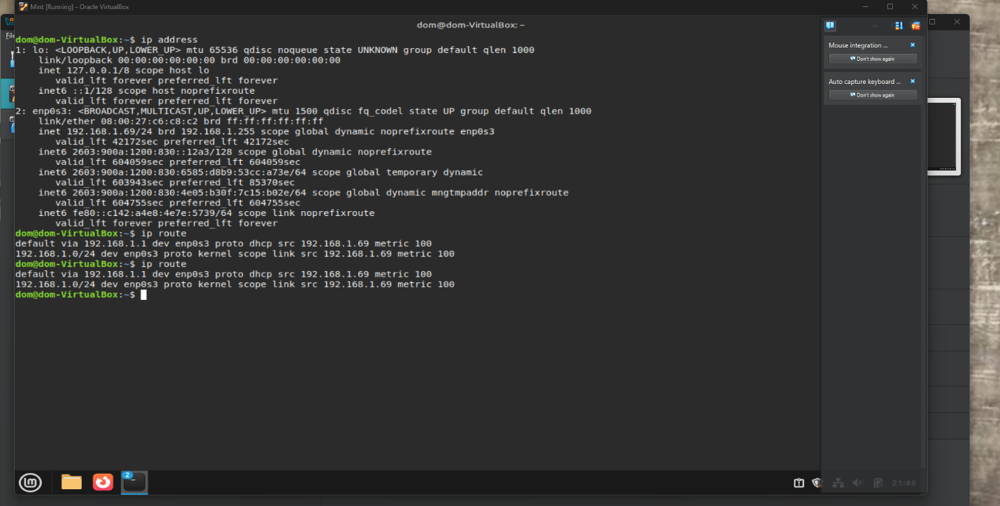 Mint [Running] - Oracle VirtualBox
File
dom@dom-VirtualBox: ~
dom@dom-VirtualBox:~$ ip address
1: lo: <LOOPBACK,UP,LOWER_UP> mtu 65536 qdisc noqueue state UNKNOWN group default qlen 1000
    link/loopback 00:00:00:00:00:00 brd 00:00:00:00:00:00
    inet 127.0.0.1/8 scope host lo
       valid_lft forever preferred_lft forever
    inet6 ::1/128 scope host noprefixroute
       valid_lft forever preferred_lft forever
2: enp0s3: <BROADCAST,MULTICAST,UP,LOWER_UP> mtu 1500 qdisc fq_codel state UP group default qlen 1000
    link/ether 08:00:27:c6:c8:c2 brd ff:ff:ff:ff:ff:ff
    inet 192.168.1.69/24 brd 192.168.1.255 scope global dynamic noprefixroute enp0s3
       valid_lft 42172sec preferred_lft 42172sec
    inet6 2603:900a:1200:830::12a3/128 scope global dynamic noprefixroute
       valid_lft 604059sec preferred_lft 604059sec
    inet6 2603:900a:1200:830:6585:d8b9:53cc:a73e/64 scope global temporary dynamic
       valid_lft 603943sec preferred_lft 85370sec
    inet6 2603:900a:1200:830:4e05:b30f:7c15:b02e/64 scope global dynamic mngtmpaddr noprefixroute
       valid_lft 604755sec preferred_lft 604755sec
    inet6 fe80::c142:a4e8:4e7e:5739/64 scope link noprefixroute
       valid_lft forever preferred_lft forever
dom@dom-VirtualBox:~$ ip route
default via 192.168.1.1 dev enp0s3 proto dhcp src 192.168.1.69 metric 100
192.168.1.0/24 dev enp0s3 proto kernel scope link src 192.168.1.69 metric 100
dom@dom-VirtualBox:~$ ip route
default via 192.168.1.1 dev enp0s3 proto dhcp src 192.168.1.69 metric 100
192.168.1.0/24 dev enp0s3 proto kernel scope link src 192.168.1.69 metric 100
dom@dom-VirtualBox:~$
Mouse integration ...
Don't show again
Auto capture keyboard ...
Don't show again
2
21:46